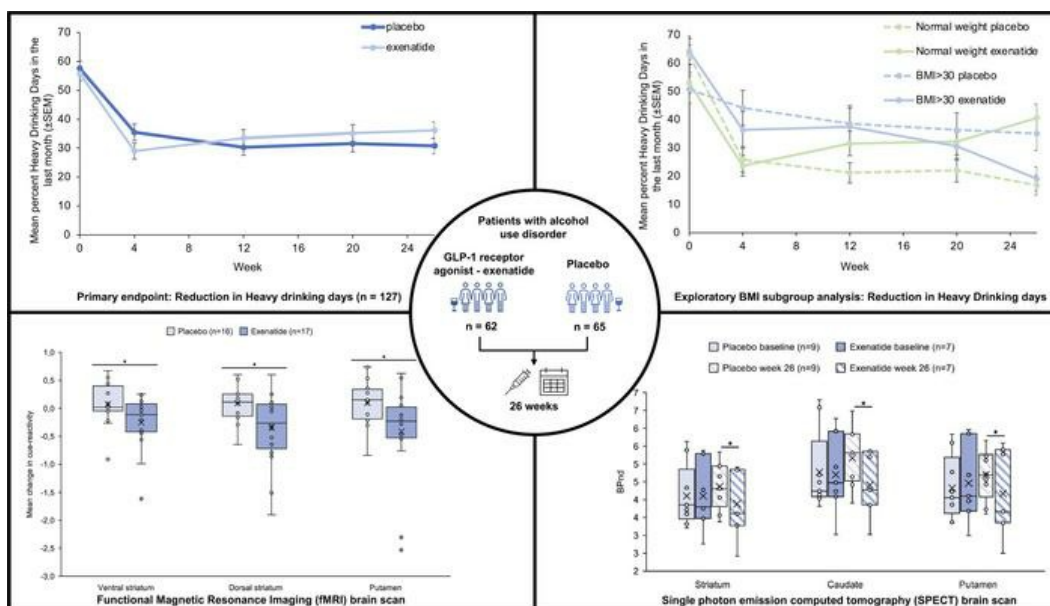 placebo
exenatide
Mean percent Heavy Drinking Days in the
last month (±SEM)
70
60
50
40
30
20
10
0
0 4 8 12 16 20 24
Week
Primary endpoint: Reduction in Heavy drinking days (n = 127)
Normal weight placebo
Normal weight exenatide
BMI>30 placebo
BMI>30 exenatide
Mean percent Heavy Drinking Days in
the last month (±SEM)
80
70
60
50
40
30
20
10
0
0 4 8 12 16 20 24
Week
Exploratory BMI subgroup analysis: Reduction in Heavy Drinking days
Patients with alcohol
use disorder
GLP-1 receptor
agonist - exenatide
Placebo
n = 62
n = 65
26 weeks
Placebo (n=16)
Exenatide (n=17)
Mean change in cue-reactivity
1,0
0,5
0,0
-0,5
-1,0
-1,5
-2,0
-2,5
-3,0
* * *
Ventral striatum
Dorsal striatum
Putamen
Functional Magnetic Resonance Imaging (fMRI) brain scan
Placebo baseline (n=9)
Exenatide baseline (n=7)
Placebo week 26 (n=9)
Exenatide week 26 (n=7)
BPnd
8
7
7
6
6
5
5
4
4
3
3
2
2
* * *
Striatum
Caudate
Putamen
Single photon emission computed tomography (SPECT) brain scan